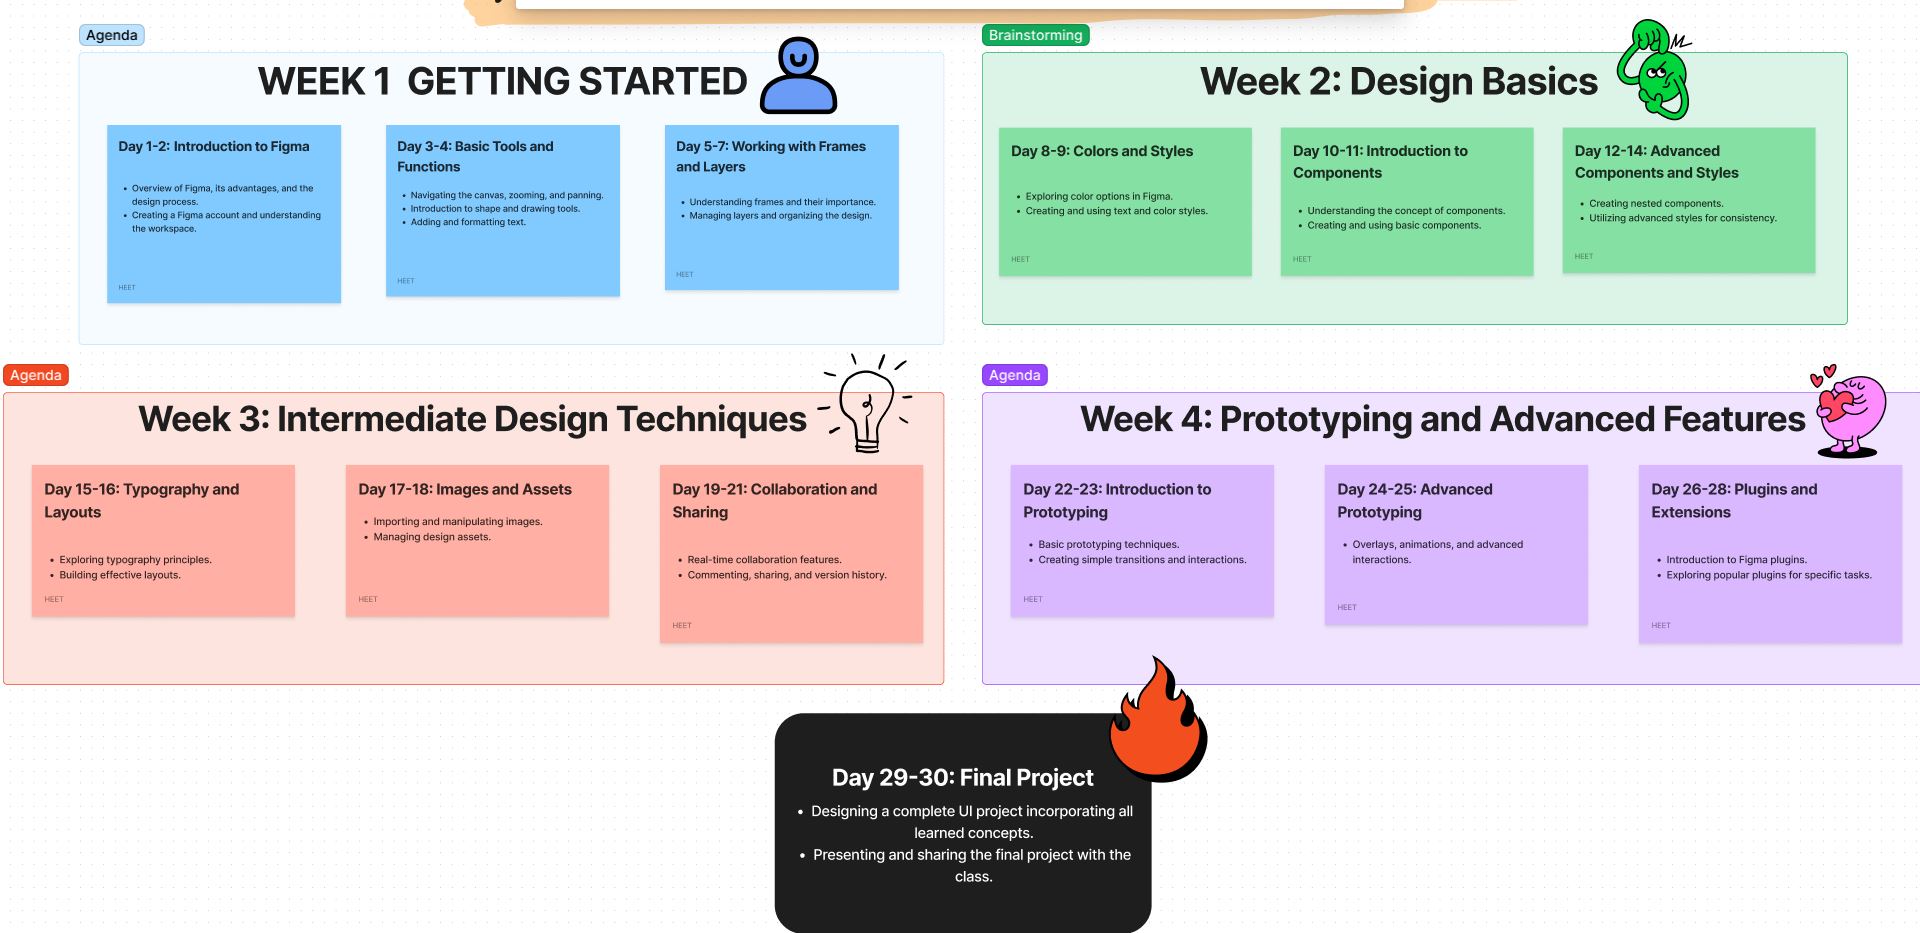 Agenda
WEEK 1  GETTING STARTED
Day 1-2: Introduction to Figma
• Overview of Figma, its advantages, and the
design process.
• Creating a Figma account and understanding
the workspace.
HEET
Day 3-4: Basic Tools and
Functions
• Navigating the canvas, zooming, and panning.
• Introduction to shape and drawing tools.
• Adding and formatting text.
HEET
Day 5-7: Working with Frames
and Layers
• Understanding frames and their importance.
• Managing layers and organizing the design.
HEET
Brainstorming
Week 2: Design Basics
Day 8-9: Colors and Styles
• Exploring color options in Figma.
• Creating and using text and color styles.
HEET
Day 10-11: Introduction to
Components
• Understanding the concept of components.
• Creating and using basic components.
HEET
Day 12-14: Advanced
Components and Styles
• Creating nested components.
• Utilizing advanced styles for consistency.
HEET
Agenda
Week 3: Intermediate Design Techniques
Day 15-16: Typography and
Layouts
• Exploring typography principles.
• Building effective layouts.
HEET
Day 17-18: Images and Assets
• Importing and manipulating images.
• Managing design assets.
HEET
Day 19-21: Collaboration and
Sharing
• Real-time collaboration features.
• Commenting, sharing, and version history.
HEET
Agenda
Week 4: Prototyping and Advanced Features
Day 22-23: Introduction to
Prototyping
• Basic prototyping techniques.
• Creating simple transitions and interactions.
HEET
Day 24-25: Advanced
Prototyping
• Overlays, animations, and advanced
interactions.
HEET
Day 26-28: Plugins and
Extensions
• Introduction to Figma plugins.
• Exploring popular plugins for specific tasks.
HEET
Day 29-30: Final Project
• Designing a complete UI project incorporating all
learned concepts.
• Presenting and sharing the final project with the
class.